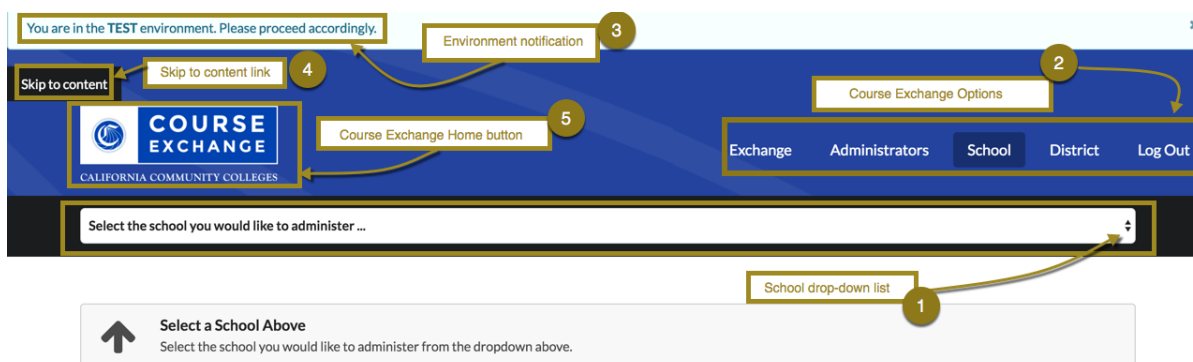 You are in the TEST environment. Please proceed accordingly.
Environment notification
3
Skip to content
Skip to content link
4
2
Course Exchange Options
COURSE
EXCHANGE
CALIFORNIA COMMUNITY COLLEGES
Course Exchange Home button
5
Exchange Administrators School District Log Out
Select the school you would like to administer ...
School drop-down list
1
Select a School Above
Select the school you would like to administer from the dropdown above.